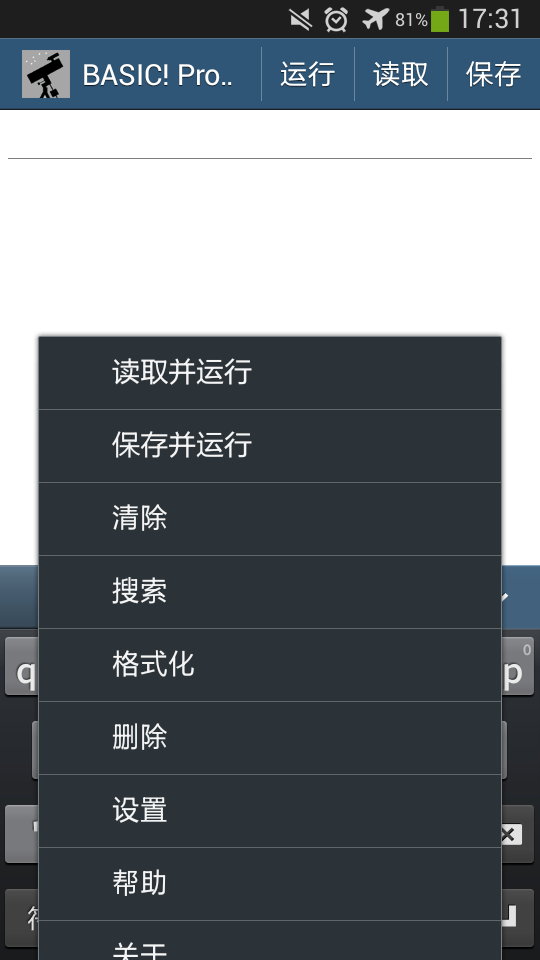 81% 17:31
BASIC! Pro.. 运行 读取 保存
读取并运行
保存并运行
清除
搜索
格式化
删除
设置
帮助
关于
q
0
p
符